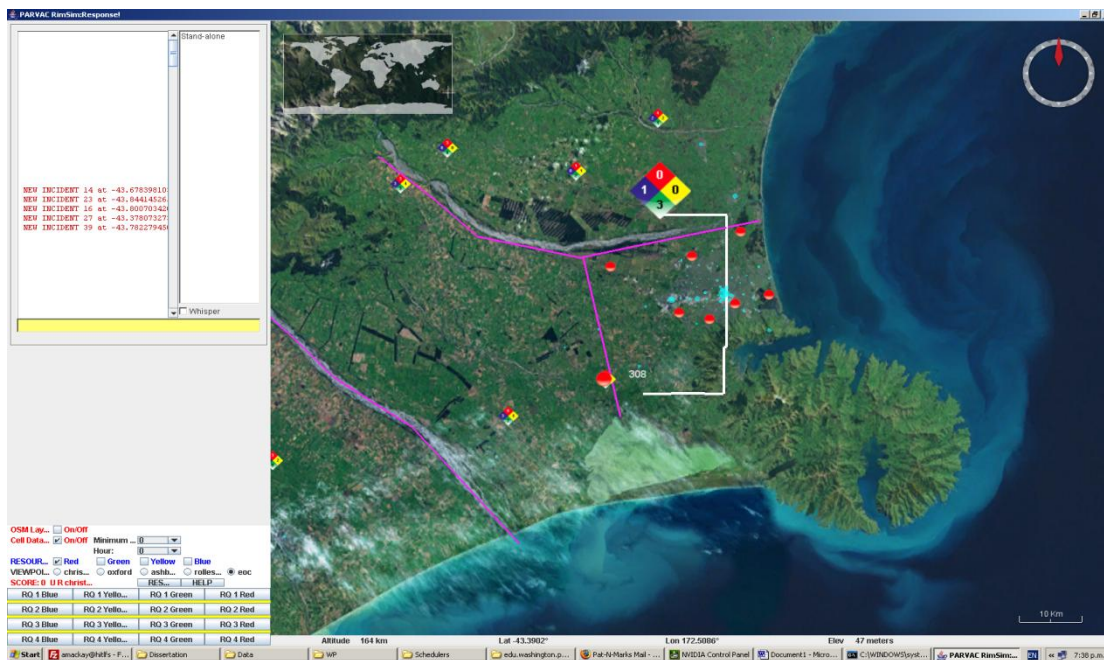 PARVAC RimSim:Response!
Stand-alone
NEW INCIDENT 14 at -43.67839810
NEW INCIDENT 23 at -43.84414526
NEW INCIDENT 16 at -43.80070342
NEW INCIDENT 27 at -43.37807327
NEW INCIDENT 39 at -43.78227945
Whisper
0
1
0
3
308
10 Km
OSM Lay... On/Off
Cell Data... On/Off Minimum ... 0
Hour: 0
RESOUR... Red Green Yellow Blue
VIEWPOI... chris... oxford ashb... rolles... eoc
SCORE: 0 U R christ... RES... HELP
RQ 1 Blue RQ 1 Yello... RQ 1 Green RQ 1 Red
RQ 2 Blue RQ 2 Yello... RQ 2 Green RQ 2 Red
RQ 3 Blue RQ 3 Yello... RQ 3 Green RQ 3 Red
RQ 4 Blue RQ 4 Yello... RQ 4 Green RQ 4 Red
Altitude 164 km Lat -43.3902° Lon 172.5086° Elev 47 meters
Start amackay@hitlfs - F... Dissertation Data WP Schedulers edu.washington.p... Pat-N-Marks Mail - ... NVIDIA Control Panel Document1 - Micro... C:\WINDOWS\syst... PARVAC RimSim:... EN 7:38 p.m.